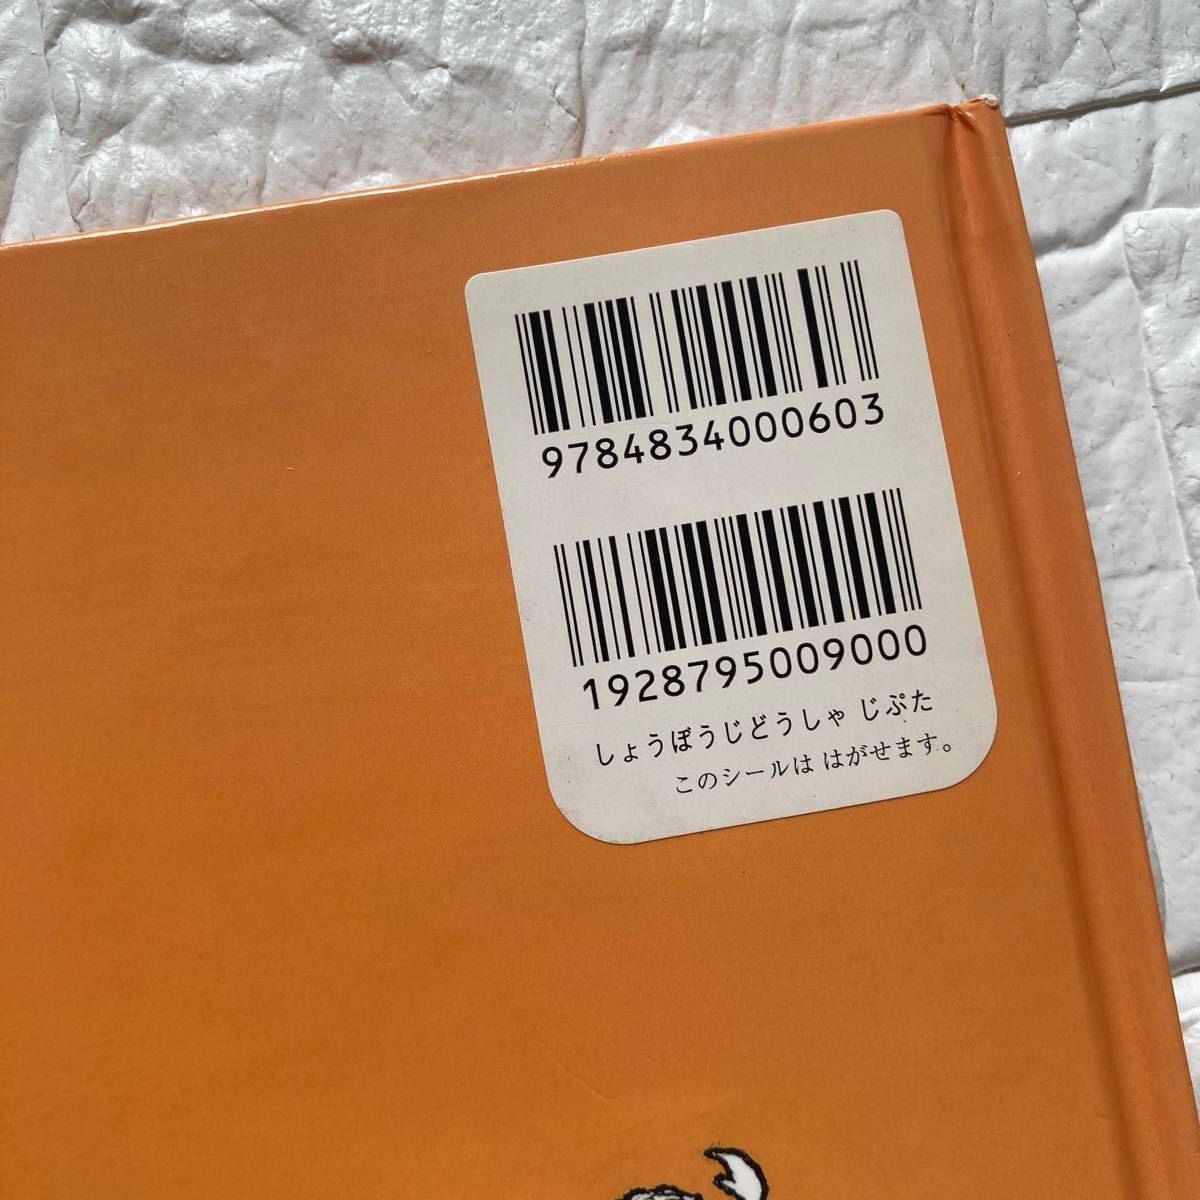 9784834000603
1928795009000
しょうぼうじどうしゃ じぷた
このシールは はがせます。